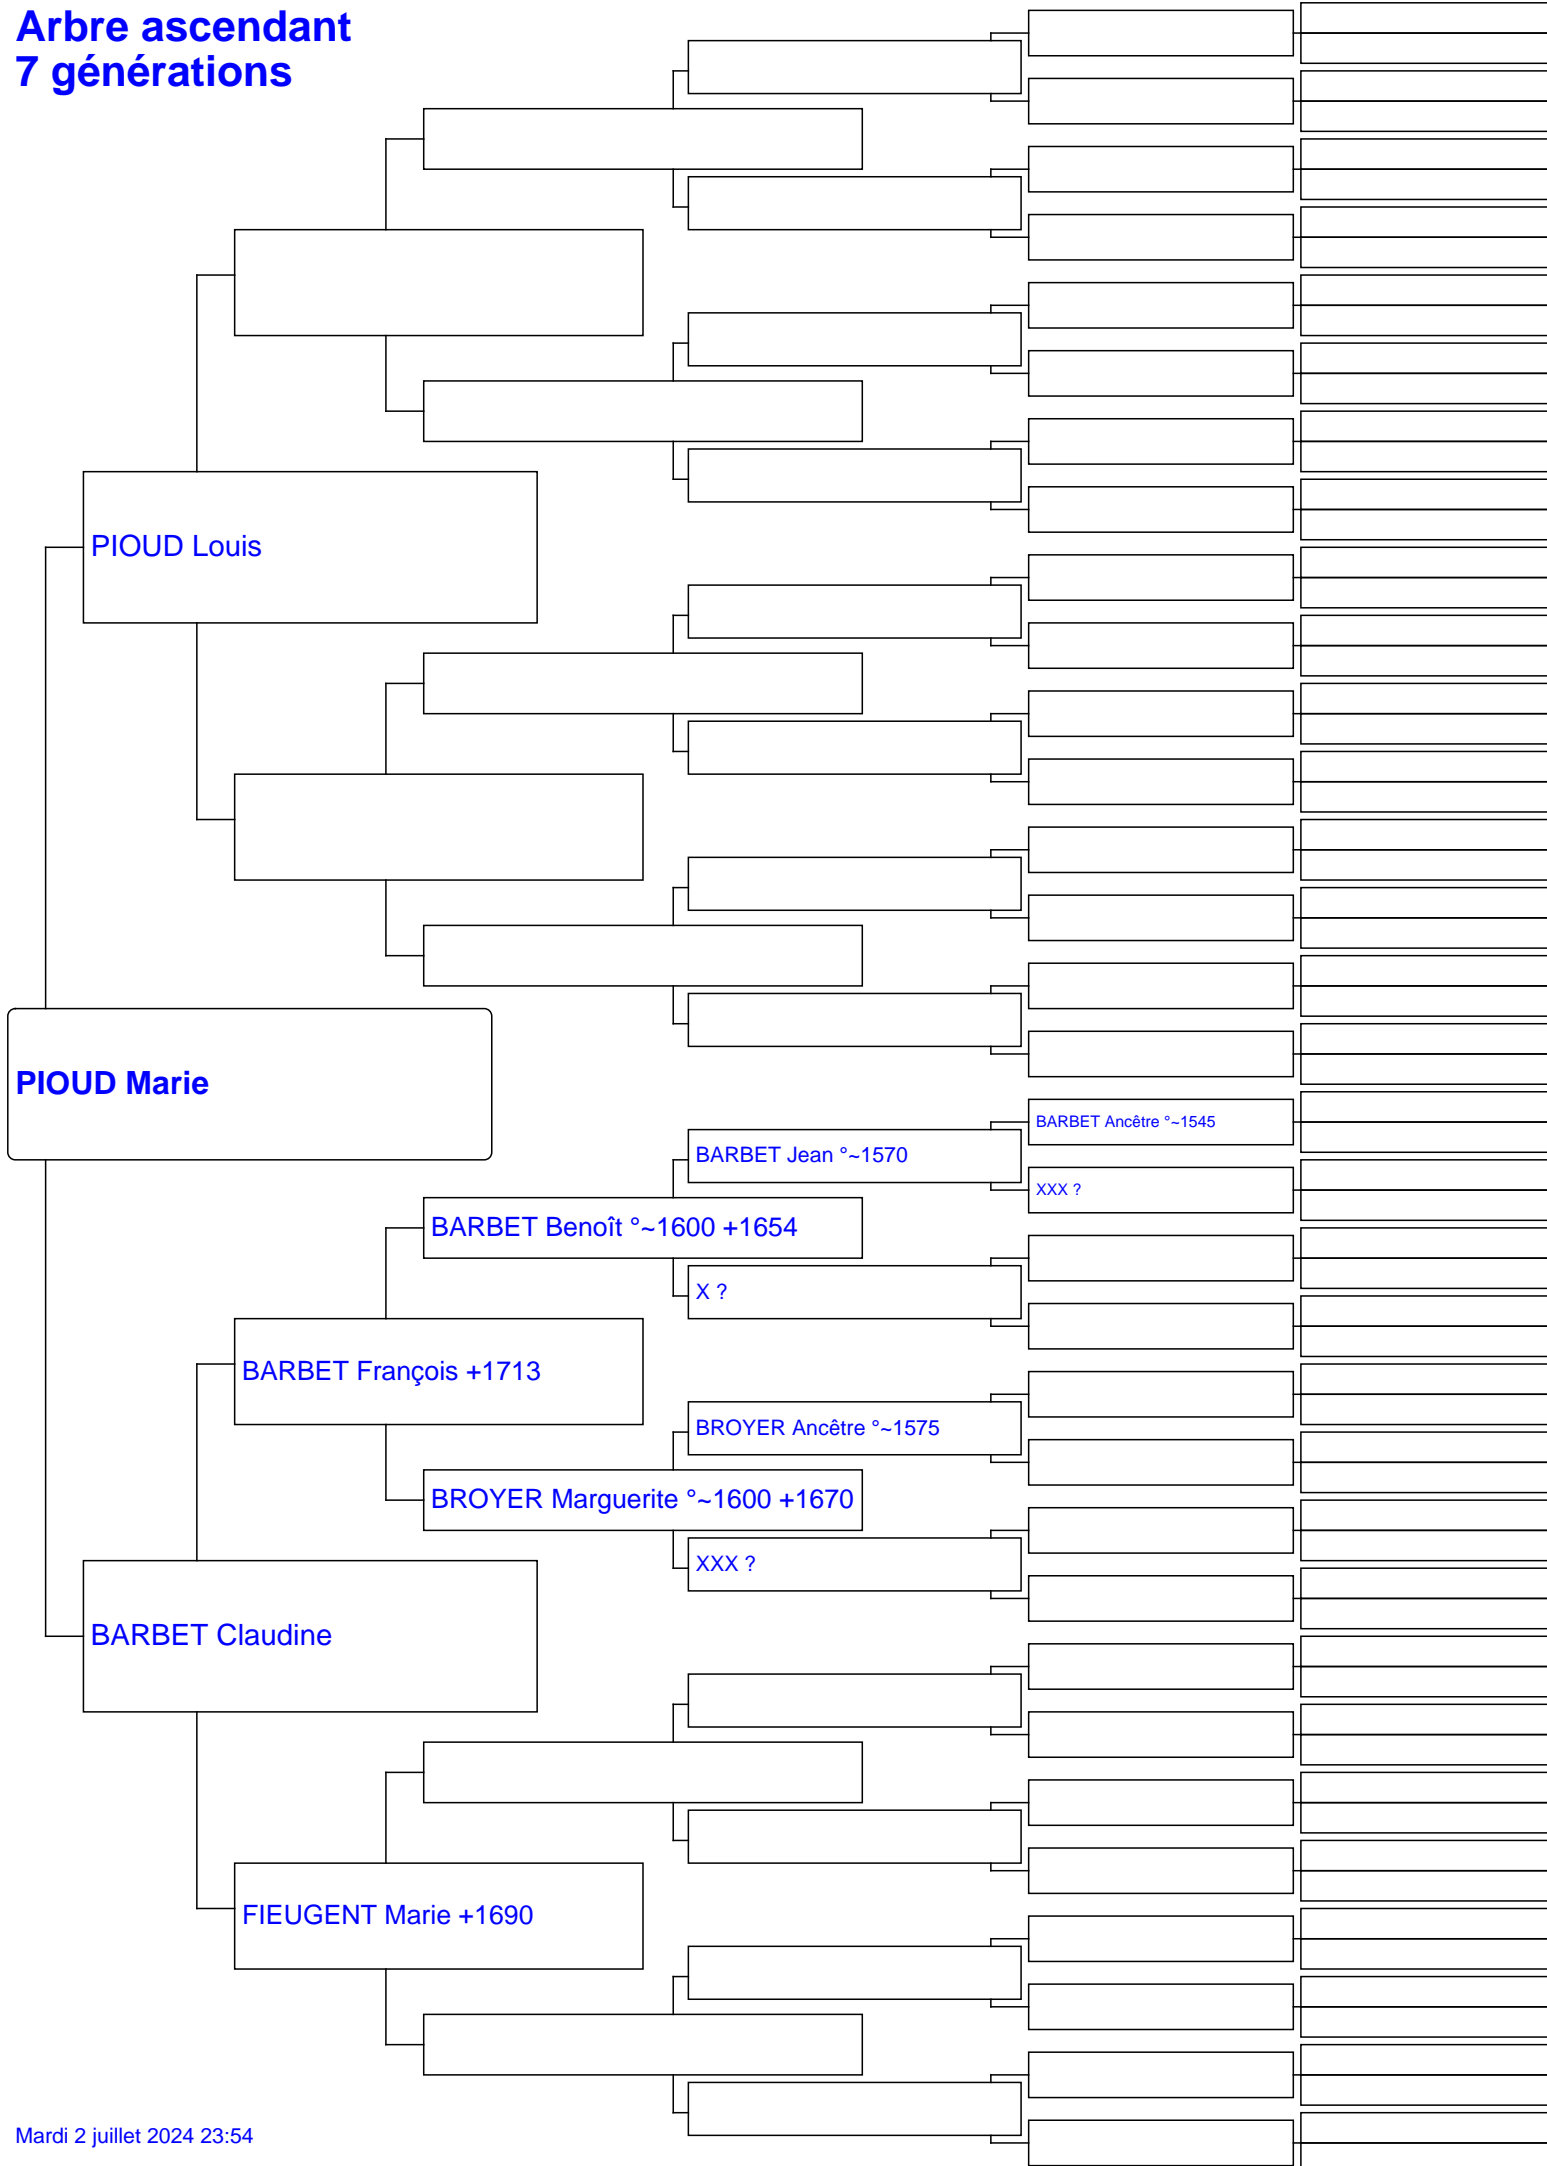 Arbre ascendant
7 générations
PIOUD Louis
PIOUD Marie
BARBET Ancêtre °~1545
BARBET Jean °~1570
XXX ?
BARBET Benoît °~1600 +1654
X ?
BARBET François +1713
BROYER Ancêtre °~1575
BROYER Marguerite °~1600 +1670
XXX ?
BARBET Claudine
FIEUGENT Marie +1690
Mardi 2 juillet 2024 23:54